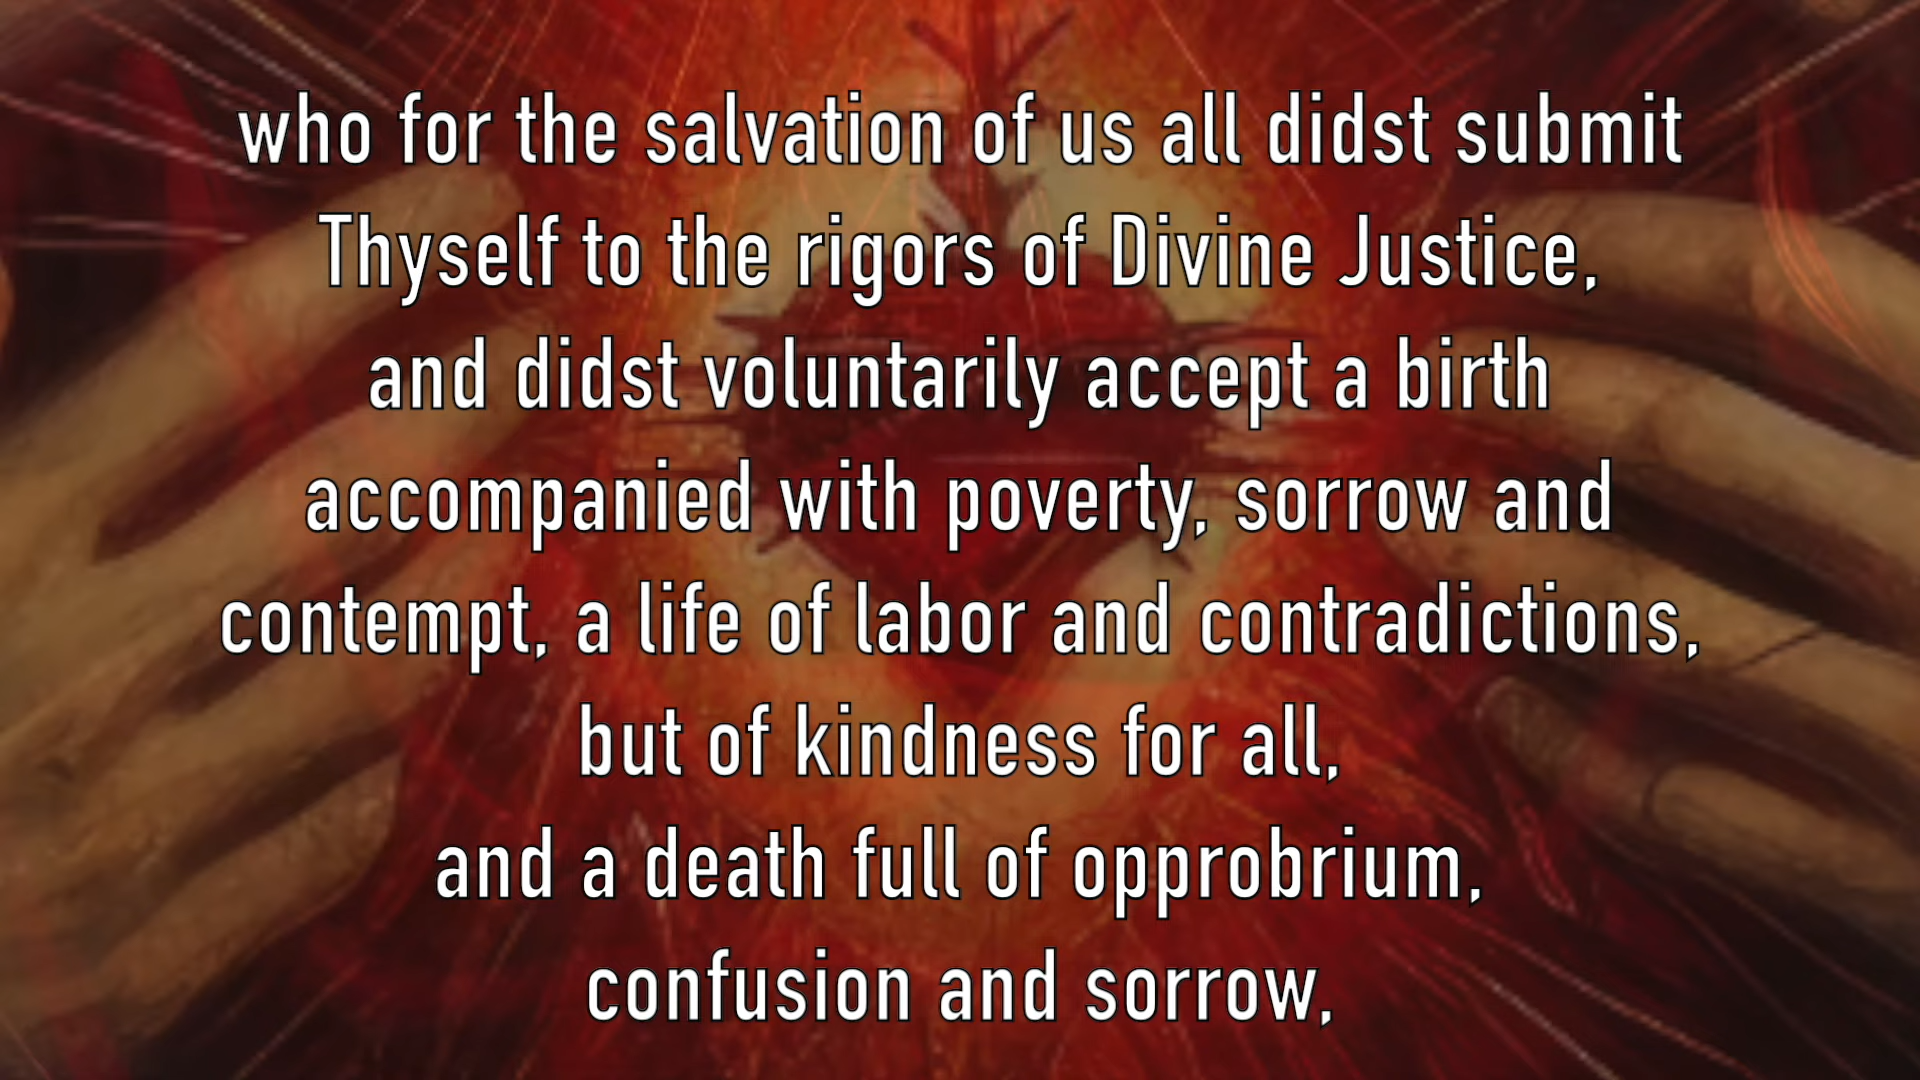 who for the salvation of us all didst submit
Thyself to the rigors of Divine Justice,
and didst voluntarily accept a birth
accompanied with poverty, sorrow and
contempt, a life of labor and contradictions,
but of kindness for all,
and a death full of opprobrium,
confusion and sorrow,